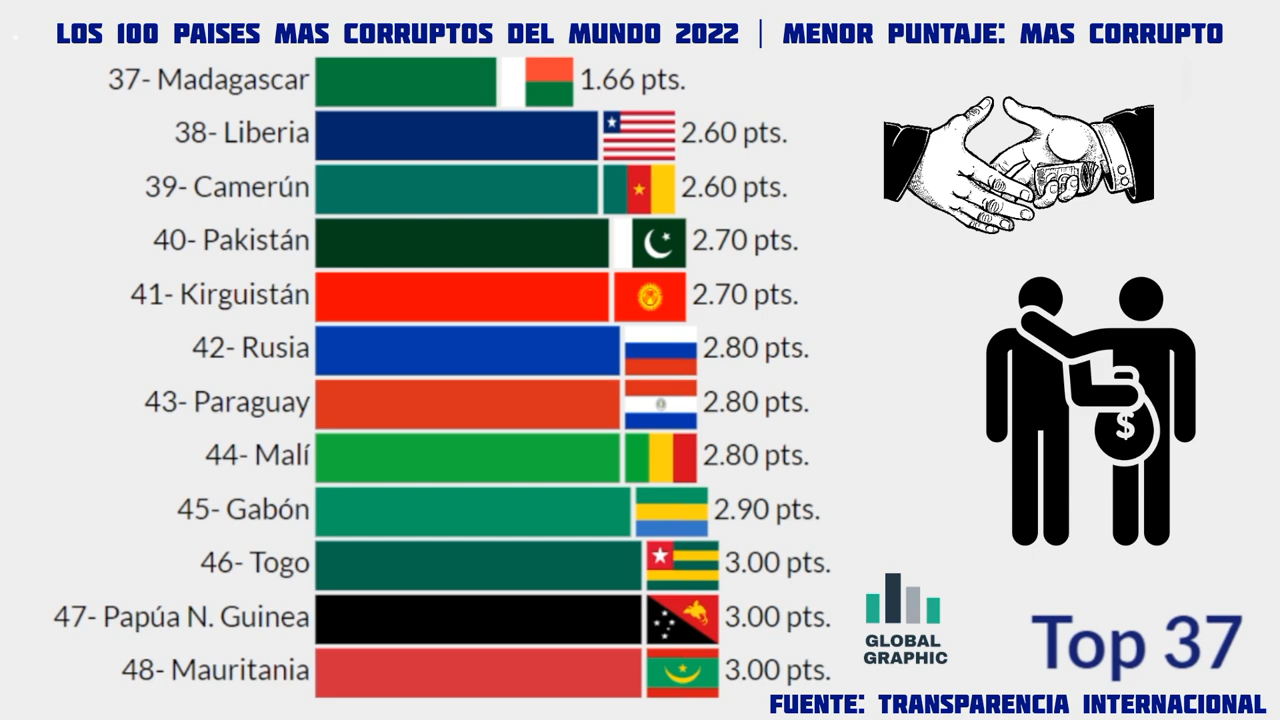 LOS 100 PAISES MAS CORRUPTOS DEL MUNDO 2022 | MENOR PUNTAJE: MAS CORRUPTO
37- Madagascar 1.66 pts.
38- Liberia 2.60 pts.
39- Camerún 2.60 pts.
40- Pakistán 2.70 pts.
41- Kirguistán 2.70 pts.
42- Rusia 2.80 pts.
43- Paraguay 2.80 pts.
44- Malí 2.80 pts.
45- Gabón 2.90 pts.
46- Togo 3.00 pts.
47- Papúa N. Guinea 3.00 pts.
48- Mauritania 3.00 pts.
$
GLOBAL
GRAPHIC
Top 37
FUENTE: TRANSPARENCIA INTERNACIONAL